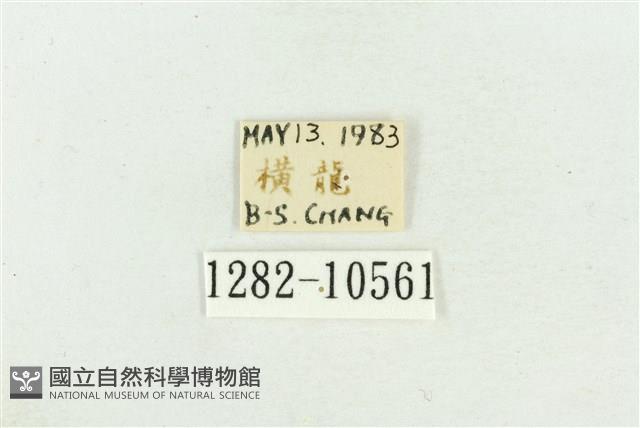 MAY 13. 1983
橫龍
B-S. CHANG
1282-10561
國立自然科學博物館
NATIONAL MUSEUM OF NATURAL SCIENCE